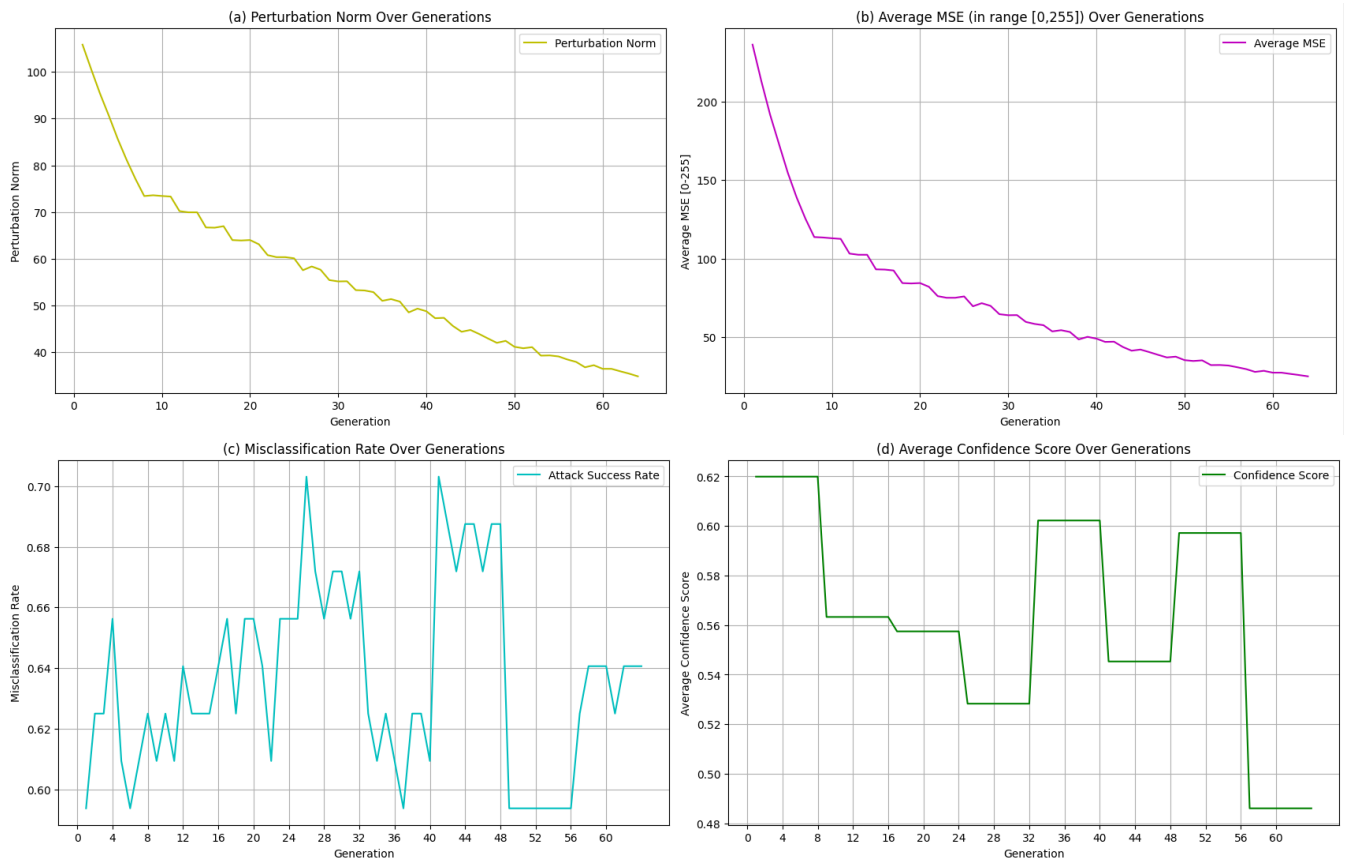 (a) Perturbation Norm Over Generations
Perturbation Norm
100
90
80
70
60
50
40
Perturbation Norm
0 10 20 30 40 50 60
Generation
(b) Average MSE (in range [0,255]) Over Generations
Average MSE
200
150
100
50
Average MSE [0-255]
0 10 20 30 40 50 60
Generation
(c) Misclassification Rate Over Generations
Attack Success Rate
0.70
0.68
0.66
0.64
0.62
0.60
Misclassification Rate
0 4 8 12 16 20 24 28 32 36 40 44 48 52 56 60
Generation
(d) Average Confidence Score Over Generations
Confidence Score
0.62
0.60
0.58
0.56
0.54
0.52
0.50
0.48
Average Confidence Score
0 4 8 12 16 20 24 28 32 36 40 44 48 52 56 60
Generation